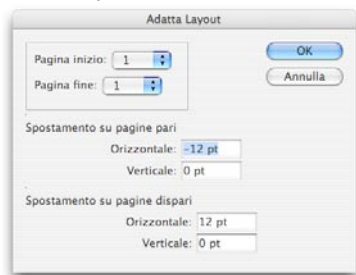 Adatta Layout
Pagina inizio: 1
OK
Pagina fine: 1
Annulla
Spostamento su pagine pari
Orizzontale: -12 pt
Verticale: 0 pt
Spostamento su pagine dispari
Orizzontale: 12 pt
Verticale: 0 pt